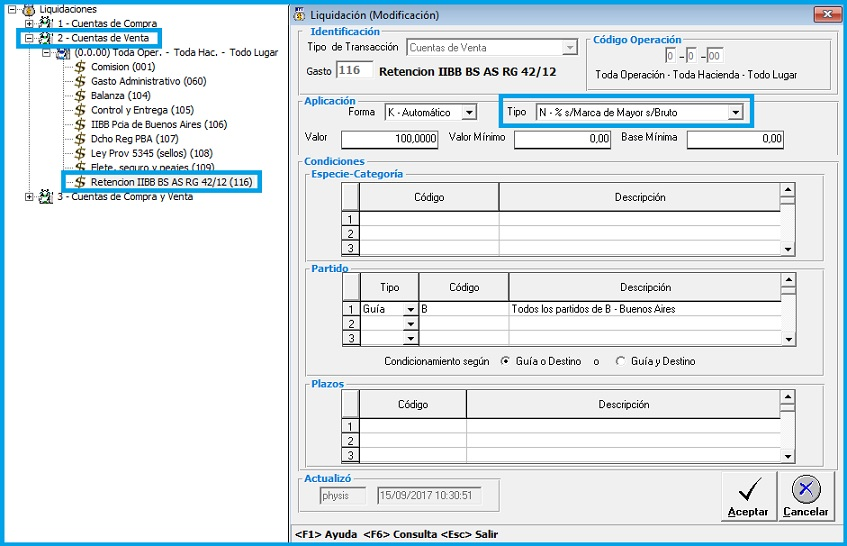 Liquidaciones
1 - Cuentas de Compra
2 - Cuentas de Venta
(0.0.00) Toda Oper. - Toda Hac. - Todo Lugar
Comision (001)
Gasto Administrativo (060)
Balanza (104)
Control y Entrega (105)
IIBB Pcia de Buenos Aires (106)
Dcho Reg PBA (107)
Ley Prov 5345 (sellos) (108)
Flete, seguro y peajes (109)
Retencion IIBB BS AS RG 42/12 (116)
3 - Cuentas de Compra y Venta
Liquidación (Modificación)
Identificación
Tipo de Transacción Cuentas de Venta
Gasto 116 Retencion IIBB BS AS RG 42/12
Código Operación
0 - 0 - 00
Toda Operación - Toda Hacienda - Todo Lugar
Aplicación
Forma K - Automático Tipo N - % s/Marca de Mayor s/Bruto
Valor 100,0000 Valor Mínimo 0,00 Base Mínima 0,00
Condiciones
Especie-Categoría
Código Descripción
1
2
3
Partido
Tipo Código Descripción
1 Guía B Todos los partidos de B - Buenos Aires
2
3
Condicionamiento según Guía o Destino o Guía y Destino
Plazos
Código Descripción
1
2
3
Actualizó
physis 15/09/2017 10:30:51
Aceptar Cancelar
<F1> Ayuda <F6> Consulta <Esc> Salir